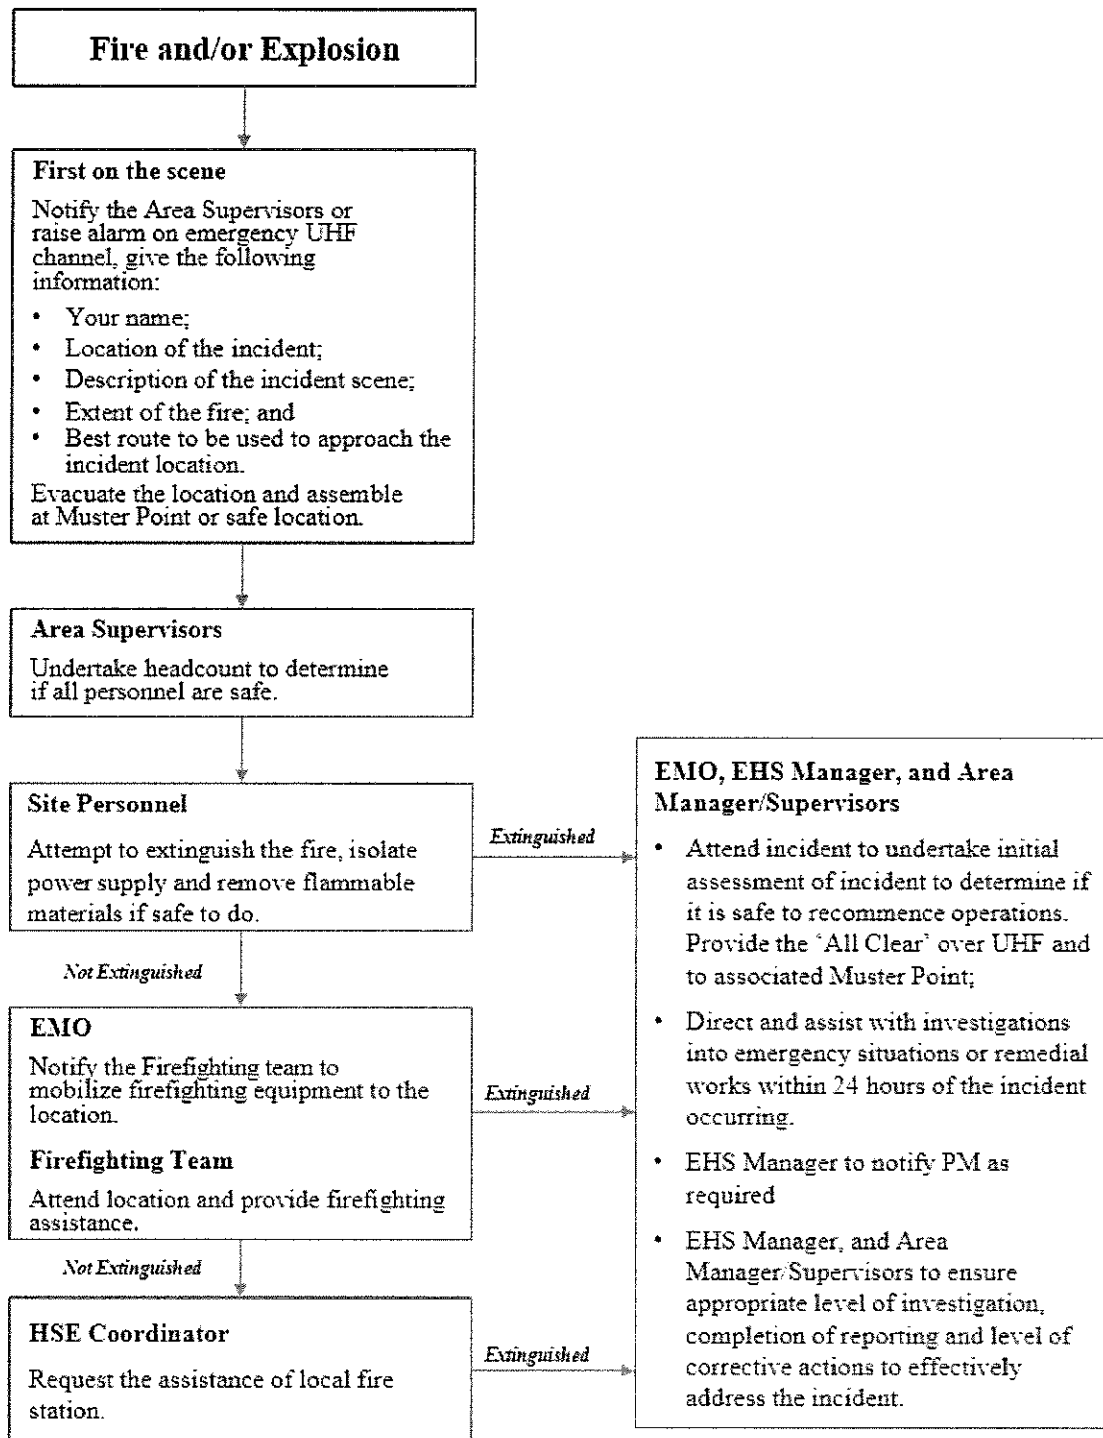 Fire and/or Explosion
First on the scene
Notify the Area Supervisors or
raise alarm on emergency UHF
channel, give the following
information:
• Your name;
• Location of the incident;
• Description of the incident scene;
• Extent of the fire; and
• Best route to be used to approach the
incident location.
Evacuate the location and assemble
at Muster Point or safe location.
Area Supervisors
Undertake headcount to determine
if all personnel are safe.
Site Personnel
Attempt to extinguish the fire, isolate
power supply and remove flammable
materials if safe to do.
Extinguished
Not Extinguished
EMO
Notify the Firefighting team to
mobilize firefighting equipment to the
location.
Firefighting Team
Attend location and provide firefighting
assistance.
Extinguished
Not Extinguished
HSE Coordinator
Request the assistance of local fire
station.
Extinguished
EMO, EHS Manager, and Area
Manager/Supervisors
• Attend incident to undertake initial
assessment of incident to determine if
it is safe to recommence operations.
Provide the ‘All Clear’ over UHF and
to associated Muster Point;
• Direct and assist with investigations
into emergency situations or remedial
works within 24 hours of the incident
occurring.
• EHS Manager to notify PM as
required
• EHS Manager, and Area
Manager/Supervisors to ensure
appropriate level of investigation,
completion of reporting and level of
corrective actions to effectively
address the incident.